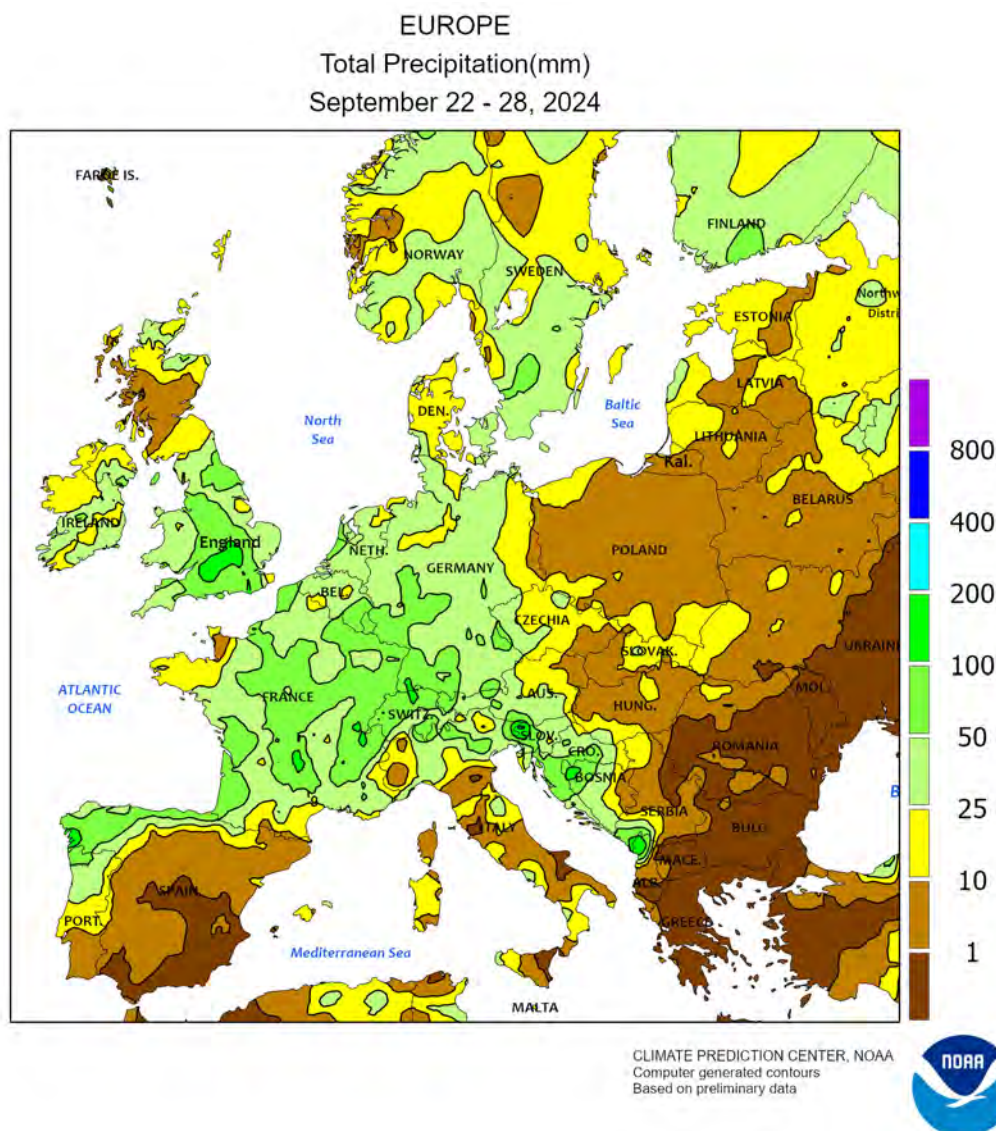 EUROPE
Total Precipitation(mm)
September 22 - 28, 2024
FAROE IS.
FINLAND
NORWAY
SWEDEN
ESTONIA
LATVIA
North
Sea
DEN.
Baltic
Sea
LITHUANIA
Kal.
BELARUS
IRELAND
England
NETH.
POLAND
GERMANY
BEL.
CZECHIA
UKRAINE
SLOVAK.
ATLANTIC
OCEAN
FRANCE
AUS.
MOL.
SWITZ.
HUNG.
SLOV.
ROMANIA
CRO.
BOSNIA
SERBIA
ITALY
BULG.
MACE.
SPAIN
ALB.
PORT.
GREECE
Mediterranean Sea
MALTA
800
400
200
100
50
25
10
1
CLIMATE PREDICTION CENTER, NOAA
Computer generated contours
Based on preliminary data
NOAA